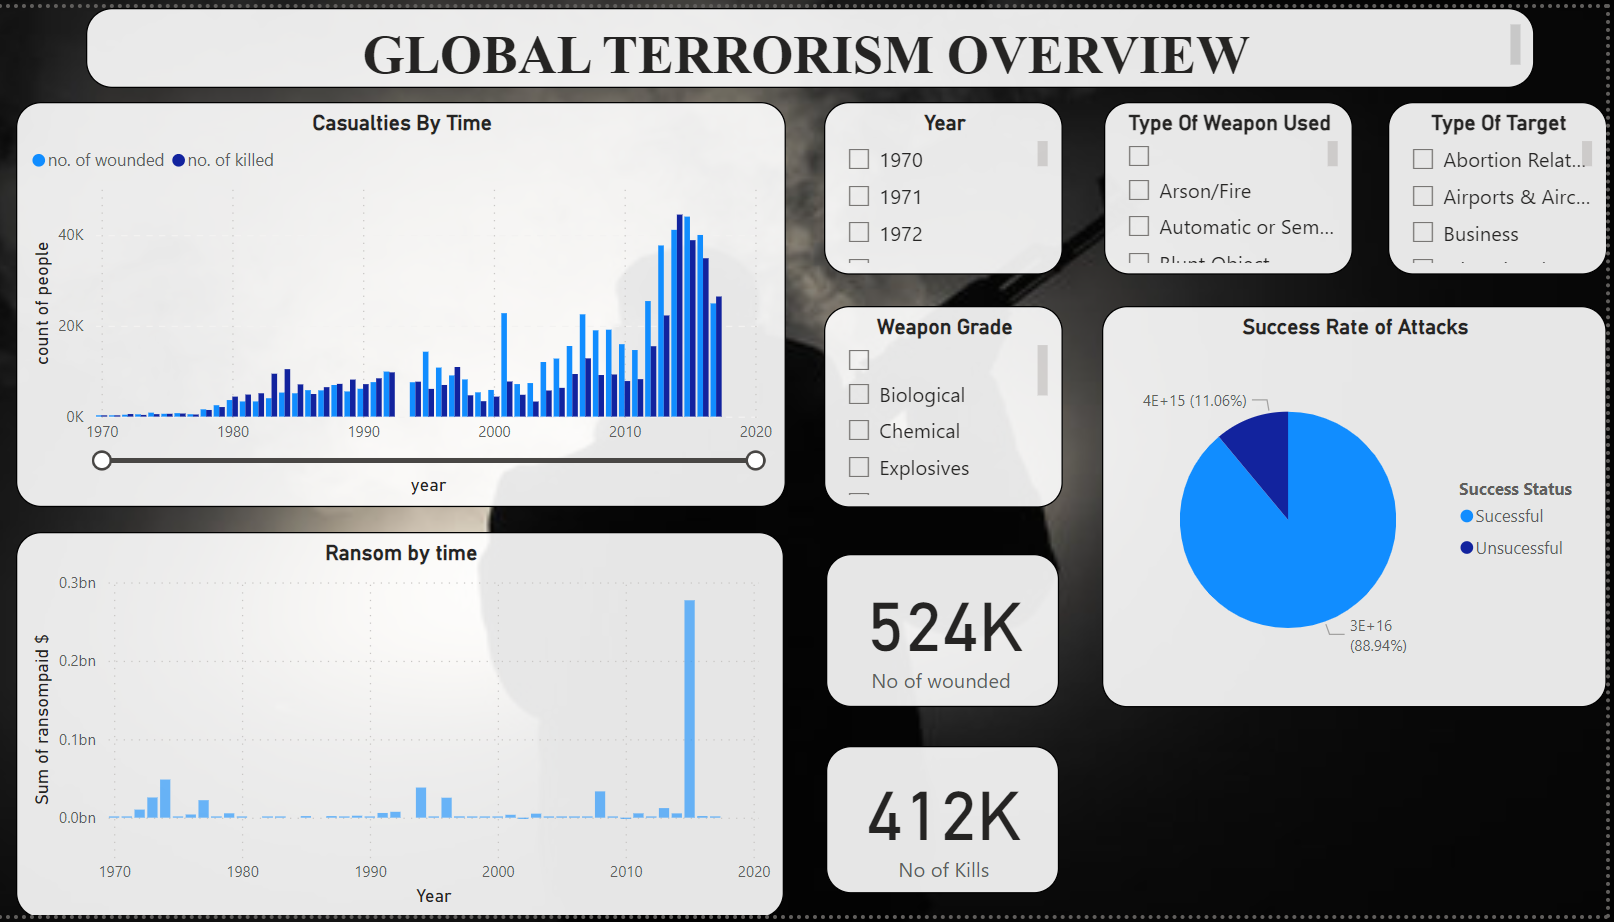 GLOBAL TERRORISM OVERVIEW
Casualties By Time
no. of wounded no. of killed
count of people
40K
20K
0K
1970 1980 1990 2000 2010 2020
year
Ransom by time
Sum of ransompaid $
0.3bn
0.2bn
0.1bn
0.0bn
1970 1980 1990 2000 2010 2020
Year
Year
1970
1971
1972
Type Of Weapon Used
Arson/Fire
Automatic or Sem...
Blunt Object
Type Of Target
Abortion Relat...
Airports & Airc...
Business
Weapon Grade
Biological
Chemical
Explosives
Success Rate of Attacks
4E+15 (11.06%)
3E+16
(88.94%)
Success Status
Sucessful
Unsucessful
524K
No of wounded
412K
No of Kills